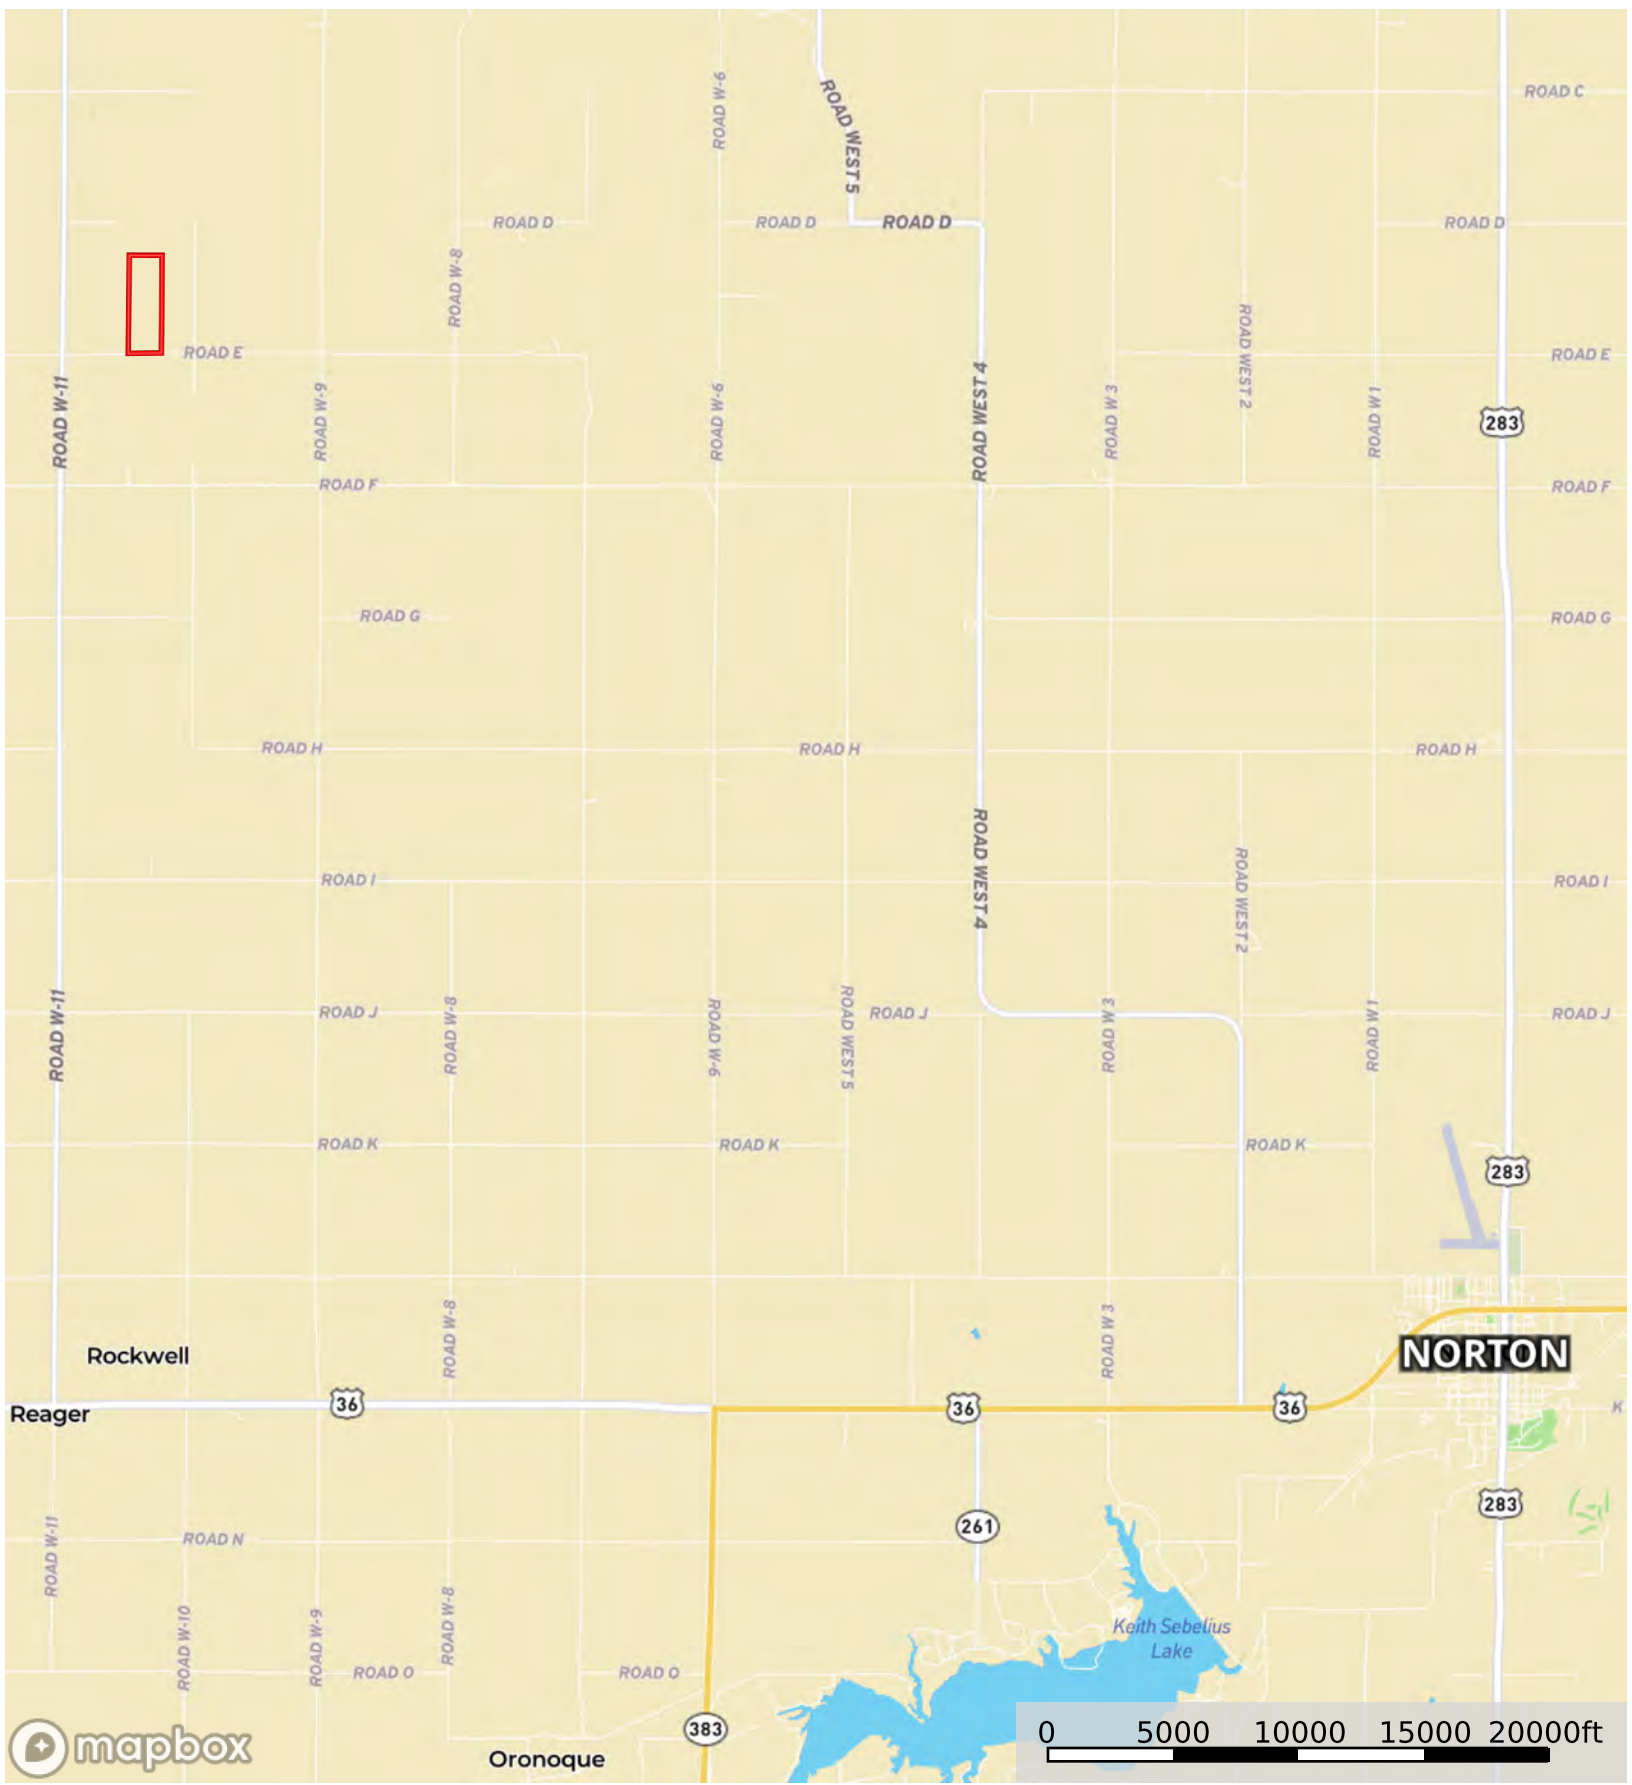 ROAD W-6
ROAD WEST 5
ROAD C
ROAD D
ROAD D
ROAD D
ROAD D
ROAD W-8
ROAD E
ROAD WEST 2
ROAD E
ROAD W-11
ROAD W-9
ROAD W-6
ROAD WEST 4
ROAD W 3
ROAD W 1
283
ROAD F
ROAD F
ROAD G
ROAD G
ROAD H
ROAD H
ROAD H
ROAD WEST 4
ROAD WEST 2
ROAD I
ROAD I
ROAD W-11
ROAD J
ROAD W-8
ROAD W-6
ROAD WEST 5
ROAD J
ROAD W 3
ROAD W 1
ROAD J
ROAD K
ROAD K
ROAD K
283
Rockwell
ROAD W-8
ROAD W 3
NORTON
Reager
36
36
36
K
283
261
ROAD W-11
ROAD N
ROAD W-10
ROAD W-9
ROAD W-8
ROAD O
ROAD O
Keith Sebelius
Lake
383
Oronoque
mapbox
0 5000 10000 15000 20000ft